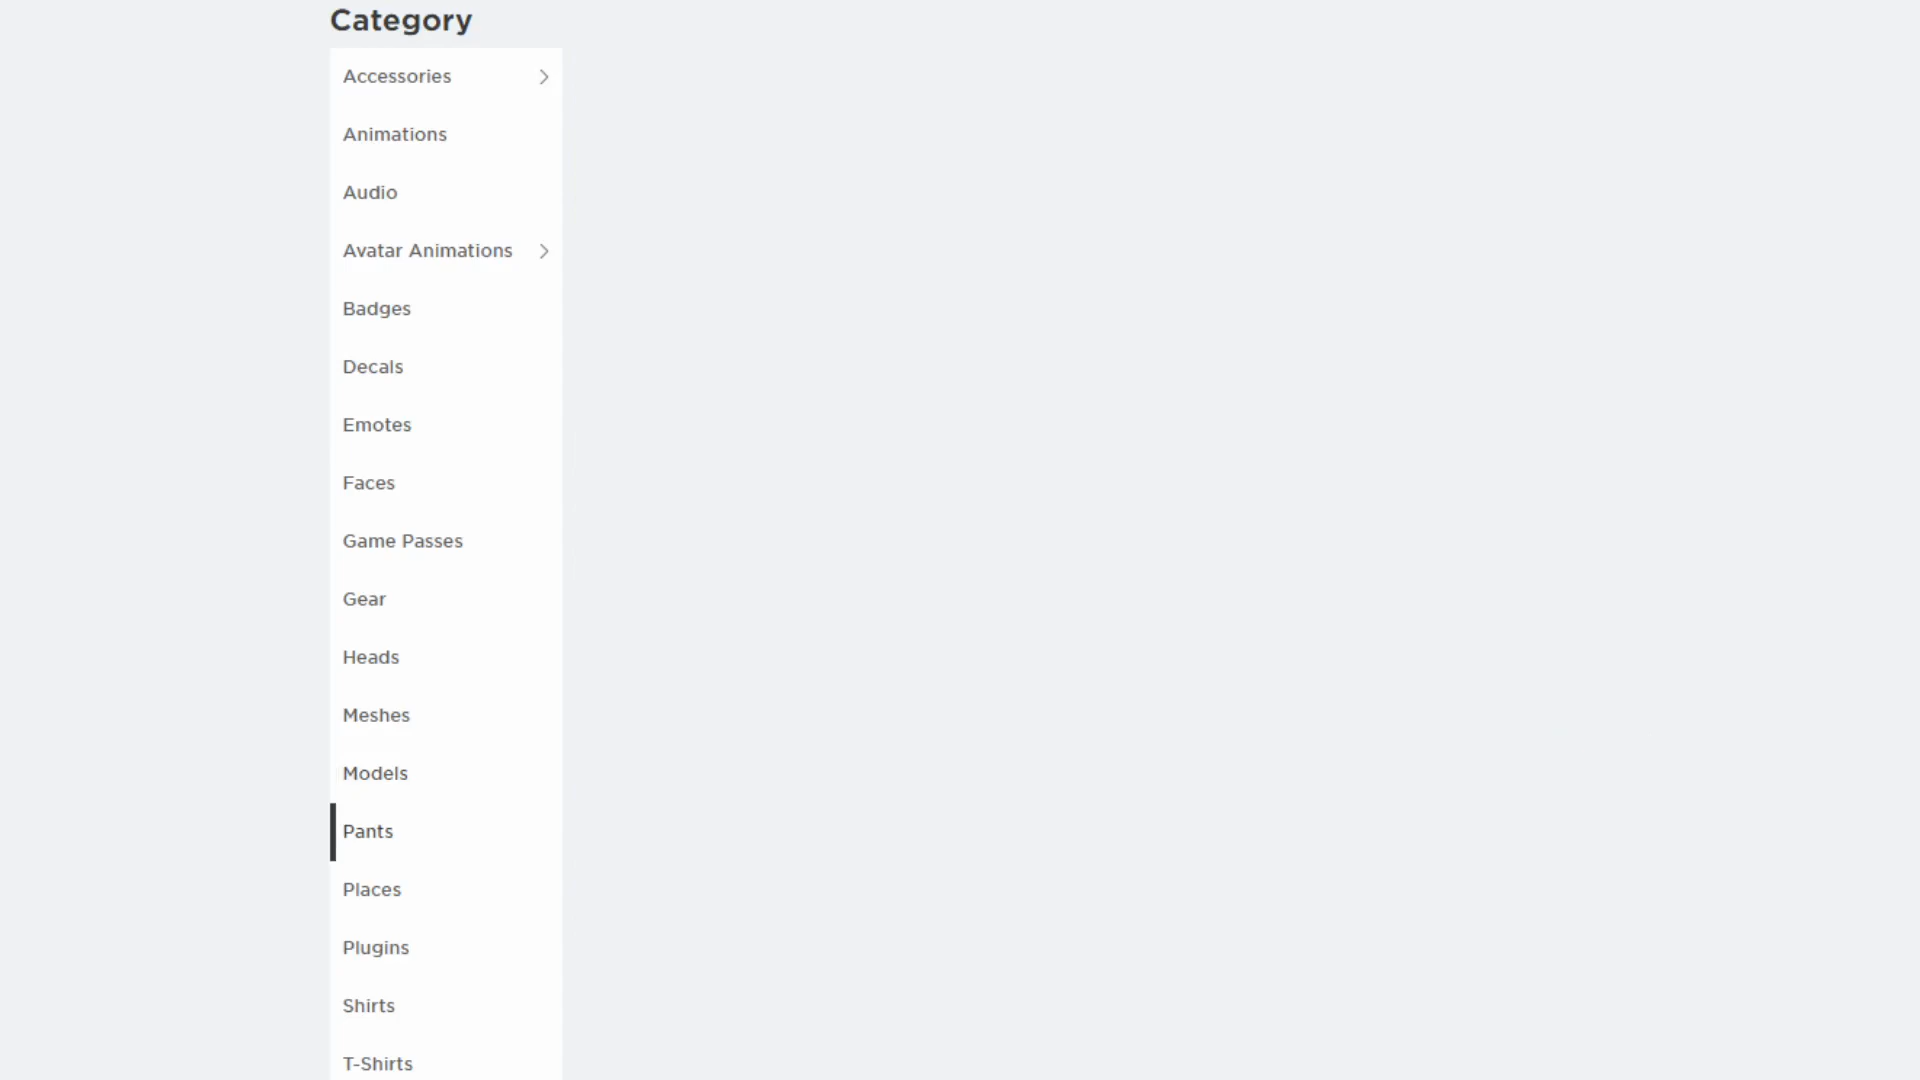 Category
Accessories
Animations
Audio
Avatar Animations
Badges
Decals
Emotes
Faces
Game Passes
Gear
Heads
Meshes
Models
Pants
Places
Plugins
Shirts
T-Shirts